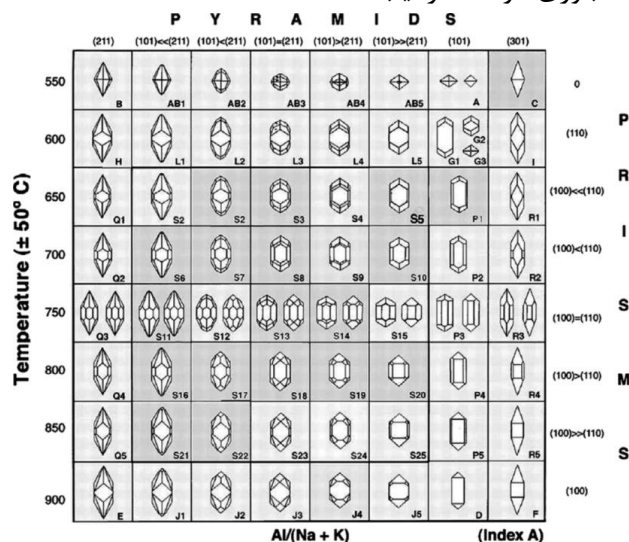 P Y R A M I D S
(211) (101)<<(211) (101)<(211) (101)=(211) (101)>(211) (101)>>(211) (101) (301)
550 B AB1 AB2 AB3 AB4 AB5 A C 0
600 H L1 L2 L3 L4 L5 G1 G2 G3 I (110)
650 Q1 S2 S2 S3 S4 S5 P1 R1 (100)<<(110)
700 Q2 S6 S7 S8 S9 S10 P2 R2 (100)<(110)
750 Q3 S11 S12 S13 S14 S15 P3 R3 (100)=(110)
800 Q4 S16 S17 S18 S19 S20 P4 R4 (100)>(110)
850 Q5 S21 S22 S23 S24 S25 P5 R5 (100)>>(110)
900 E J1 J2 J3 J4 J5 D F (100)
Temperature (± 50º C)
P R I S M S
Al/(Na + K) (Index A)